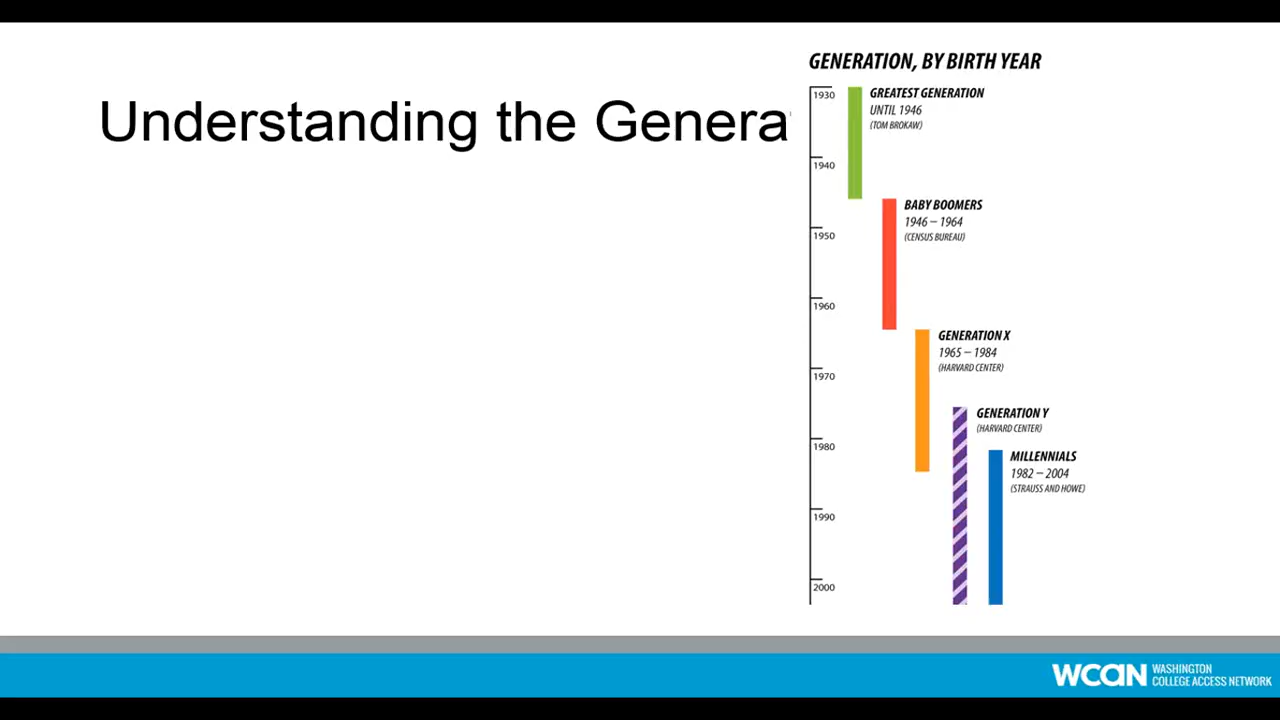 Understanding the Genera
GENERATION, BY BIRTH YEAR
1930
GREATEST GENERATION
UNTIL 1946
(TOM BROKAW)
1940
BABY BOOMERS
1946 – 1964
(CENSUS BUREAU)
1950
1960
GENERATION X
1965 – 1984
(HARVARD CENTER)
1970
GENERATION Y
(HARVARD CENTER)
1980
MILLENNIALS
1982 – 2004
(STRAUSS AND HOWE)
1990
2000
WCAN
WASHINGTON
COLLEGE ACCESS NETWORK